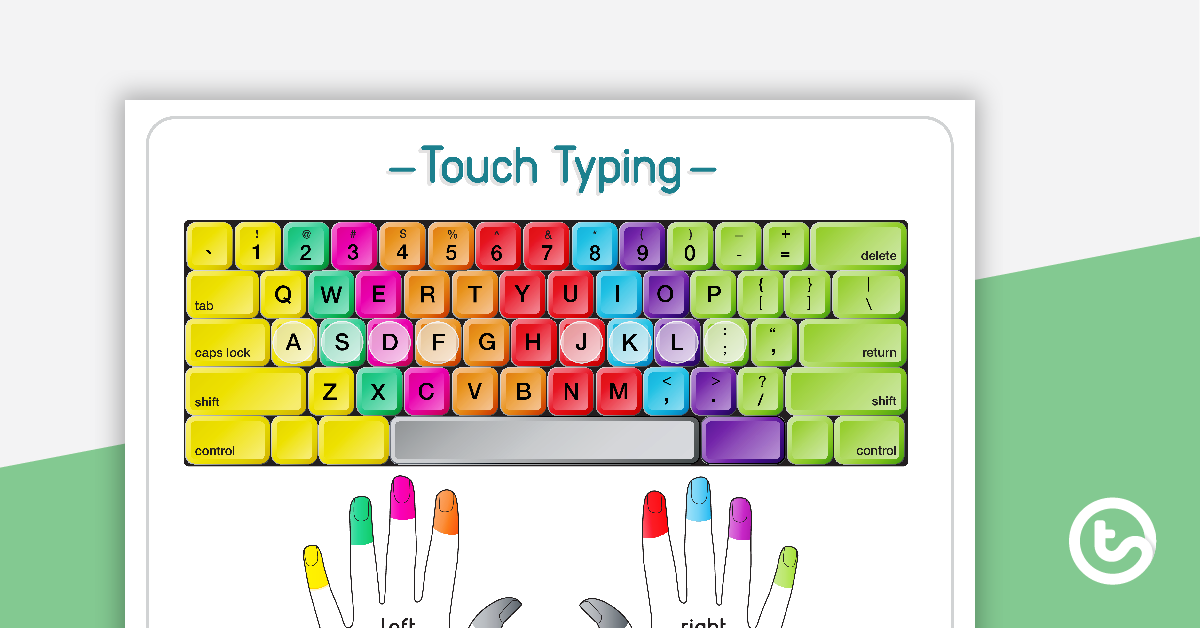 –Touch Typing–
! @ # $ % ^ & * ( ) _ +
` 1 2 3 4 5 6 7 8 9 0 - = delete
{ } |
tab Q W E R T Y U I O P [ ] \
: “
caps lock A S D F G H J K L ; , return
< > ?
shift Z X C V B N M , . / shift
control control
left right